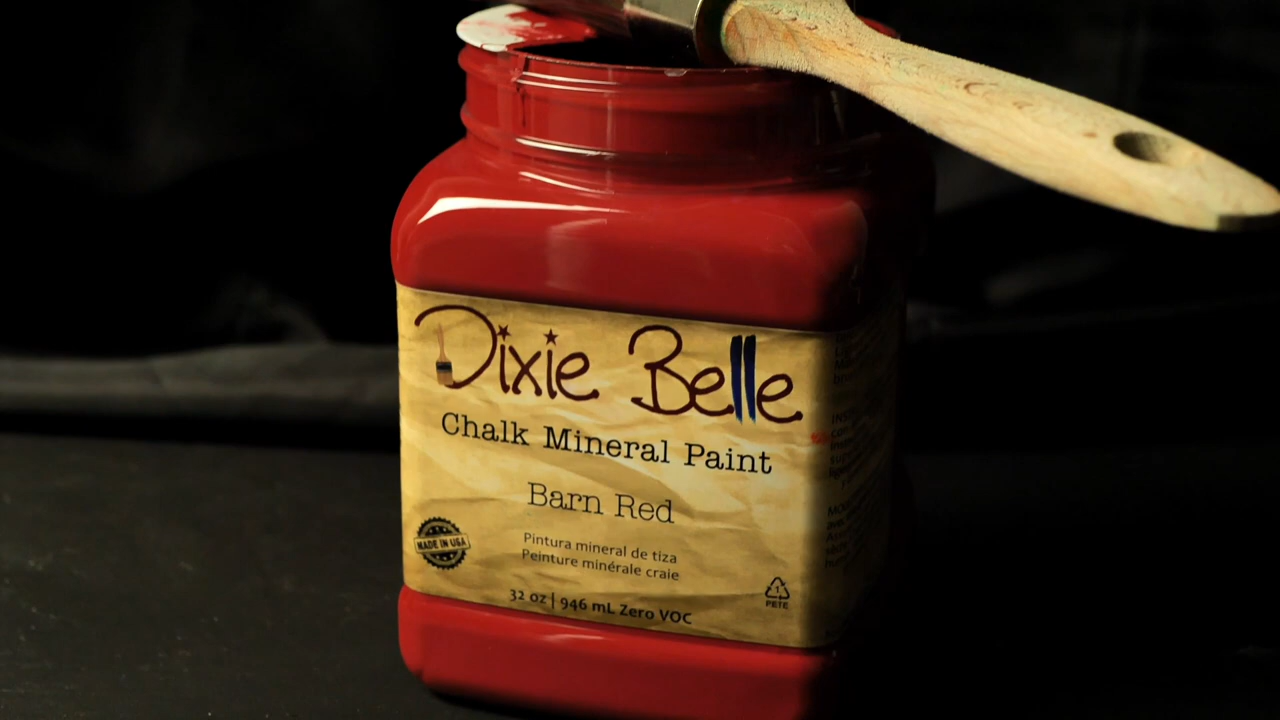 Dixie Belle
Chalk Mineral Paint
Barn Red
MADE IN USA
Pintura mineral de tiza
Peinture minérale craie
32 oz | 946 mL Zero VOC
1
PETE